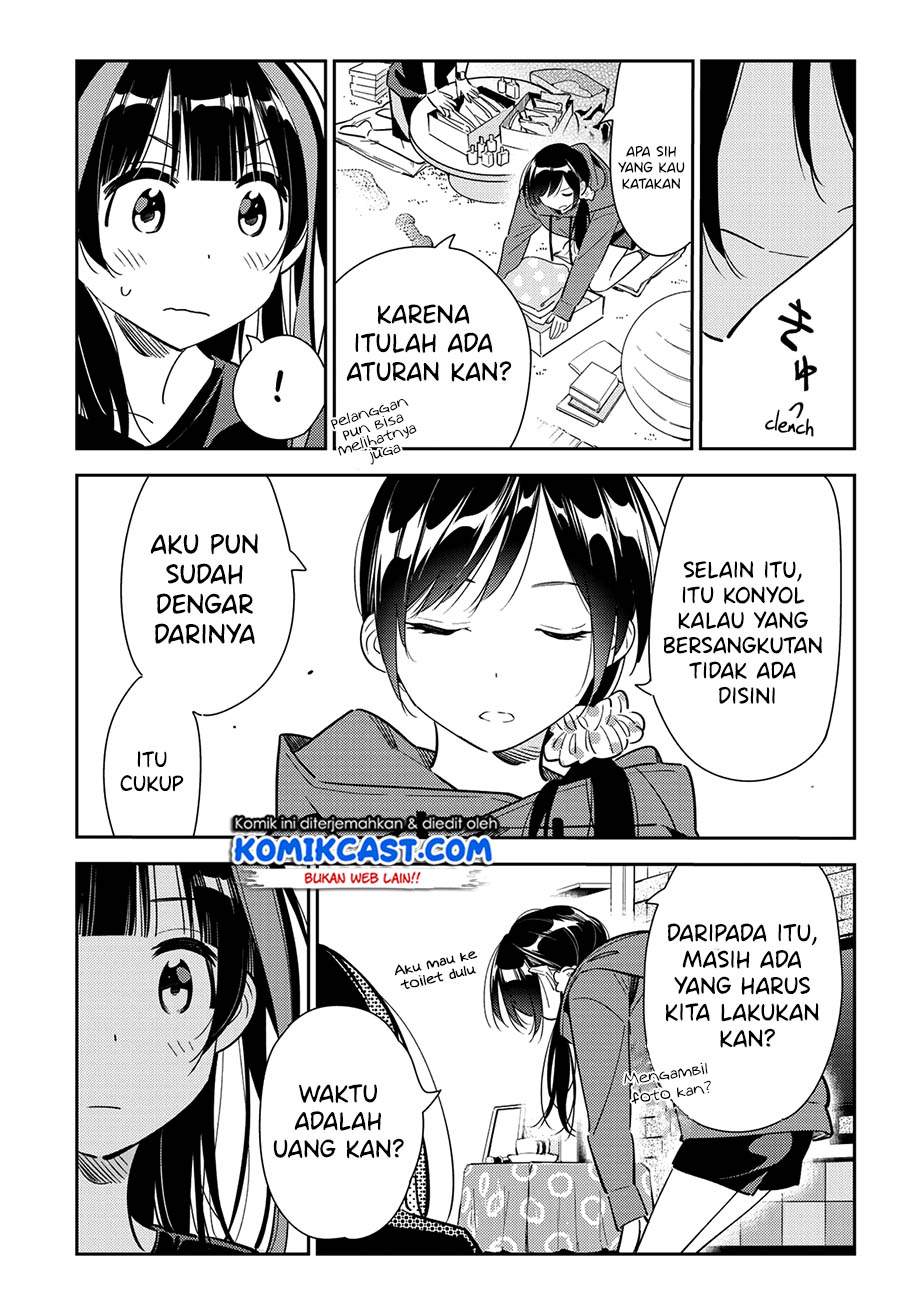 ぎゅ
clench
APA SIH
YANG KAU
KATAKAN
KARENA
ITULAH ADA
ATURAN KAN?
Pelanggan
pun bisa
melihatnya
juga
!
SELAIN ITU,
ITU KONYOL
KALAU YANG
BERSANGKUTAN
TIDAK ADA
DISINI
AKU PUN
SUDAH
DENGAR
DARINYA
ITU
CUKUP
Komik ini diterjemahkan & diedit oleh
KOMIKCAST.COM
BUKAN WEB LAIN!!
DARIPADA ITU,
MASIH ADA
YANG HARUS
KITA LAKUKAN
KAN?
Mengambil
foto kan?
Aku mau ke
toilet dulu
WAKTU
ADALAH
UANG KAN?